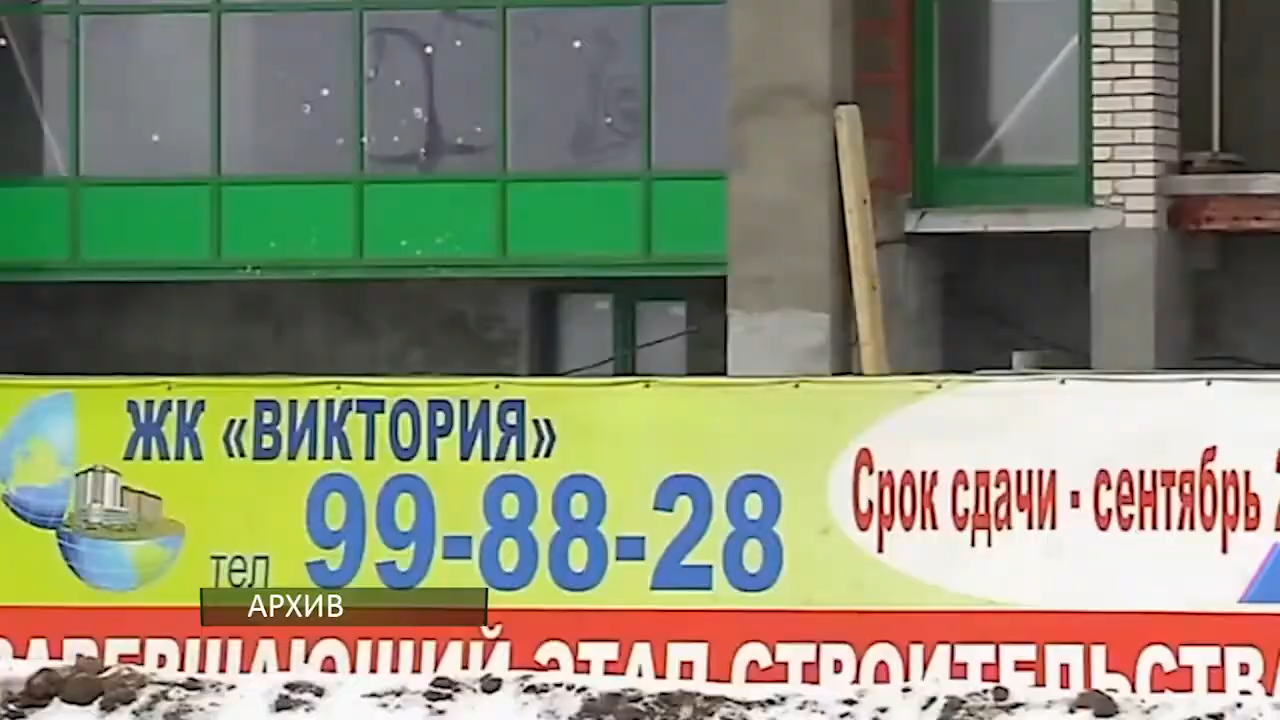 ЖК «ВИКТОРИЯ»
тел 99-88-28
Срок сдачи - сентябрь
АРХИВ
ЗАВЕРШАЮЩИЙ ЭТАП СТРОИТЕЛЬСТВА